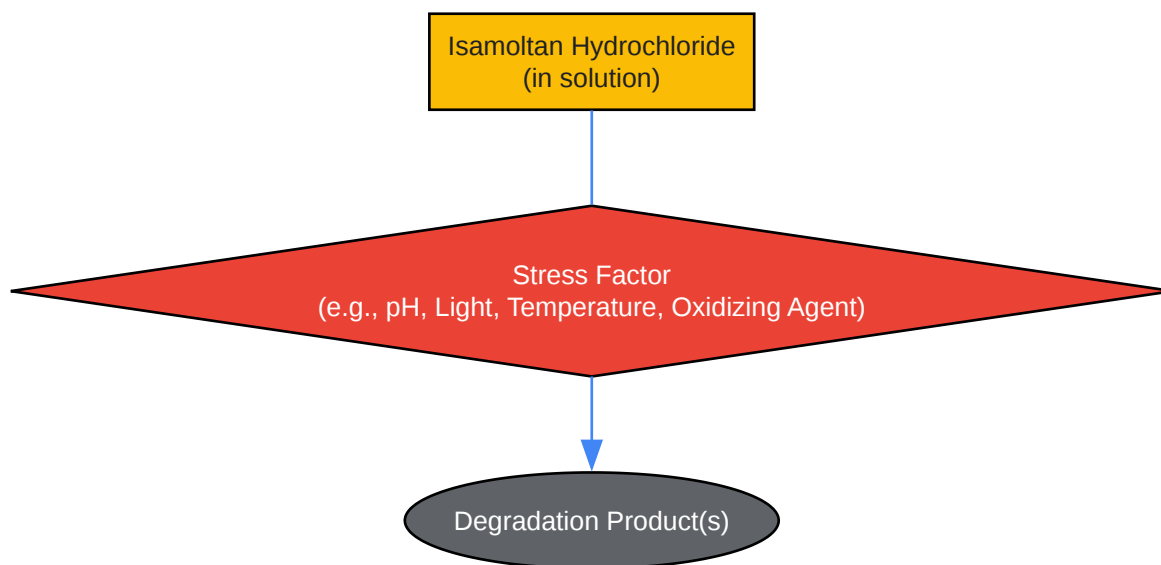 Isamoltan Hydrochloride
(in solution)
Stress Factor
(e.g., pH, Light, Temperature, Oxidizing Agent)
Degradation Product(s)